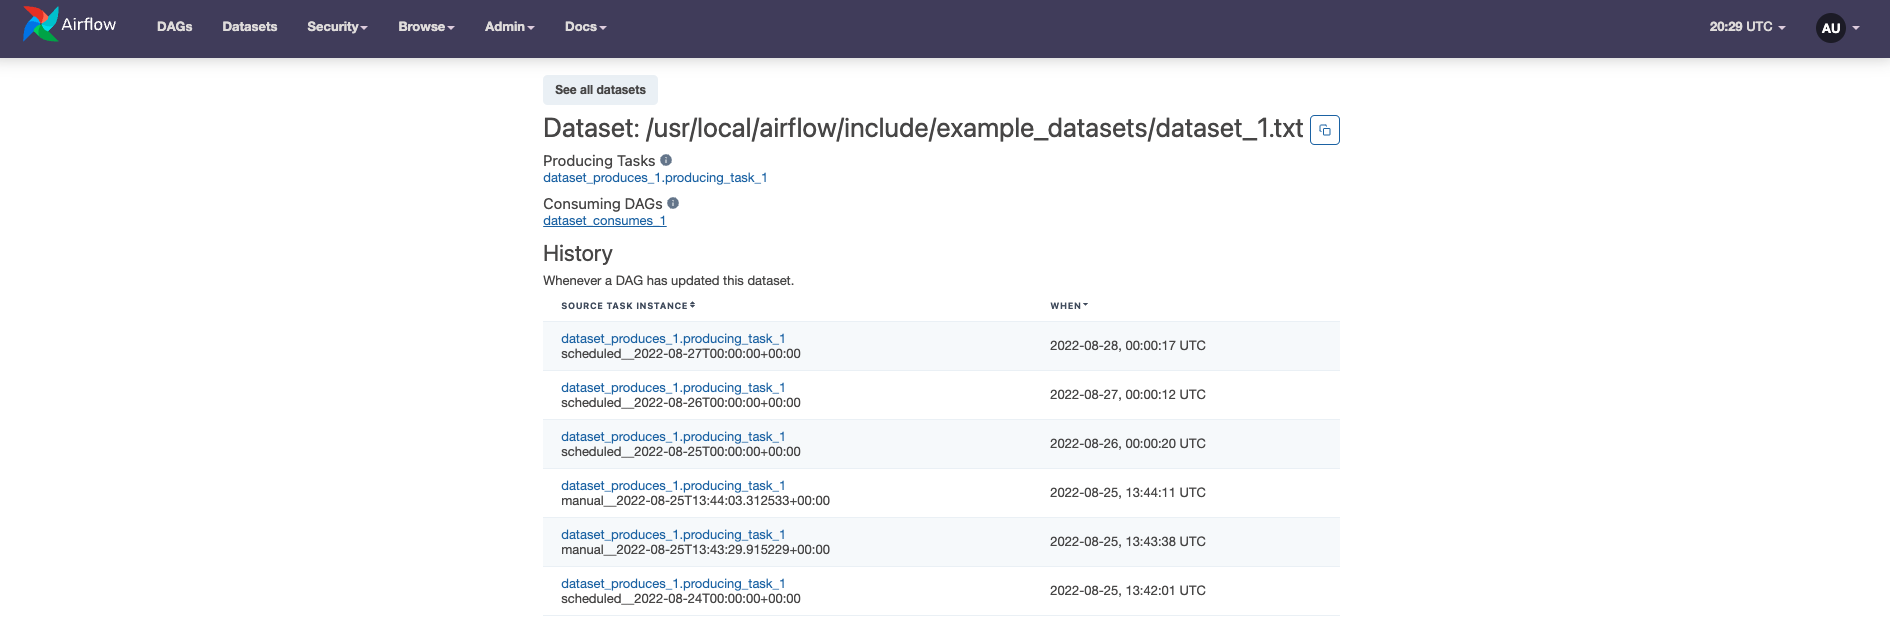 Airflow DAGs Datasets Security Browse Admin Docs 20:29 UTC AU
See all datasets
Dataset: /usr/local/airflow/include/example_datasets/dataset_1.txt
Producing Tasks
dataset_produces_1.producing_task_1
Consuming DAGs
dataset_consumes_1
History
Whenever a DAG has updated this dataset.
SOURCE TASK INSTANCE WHEN
dataset_produces_1.producing_task_1
scheduled__2022-08-27T00:00:00+00:00 2022-08-28, 00:00:17 UTC
dataset_produces_1.producing_task_1
scheduled__2022-08-26T00:00:00+00:00 2022-08-27, 00:00:12 UTC
dataset_produces_1.producing_task_1
scheduled__2022-08-25T00:00:00+00:00 2022-08-26, 00:00:20 UTC
dataset_produces_1.producing_task_1
manual__2022-08-25T13:44:03.312533+00:00 2022-08-25, 13:44:11 UTC
dataset_produces_1.producing_task_1
manual__2022-08-25T13:43:29.915229+00:00 2022-08-25, 13:43:38 UTC
dataset_produces_1.producing_task_1
scheduled__2022-08-24T00:00:00+00:00 2022-08-25, 13:42:01 UTC